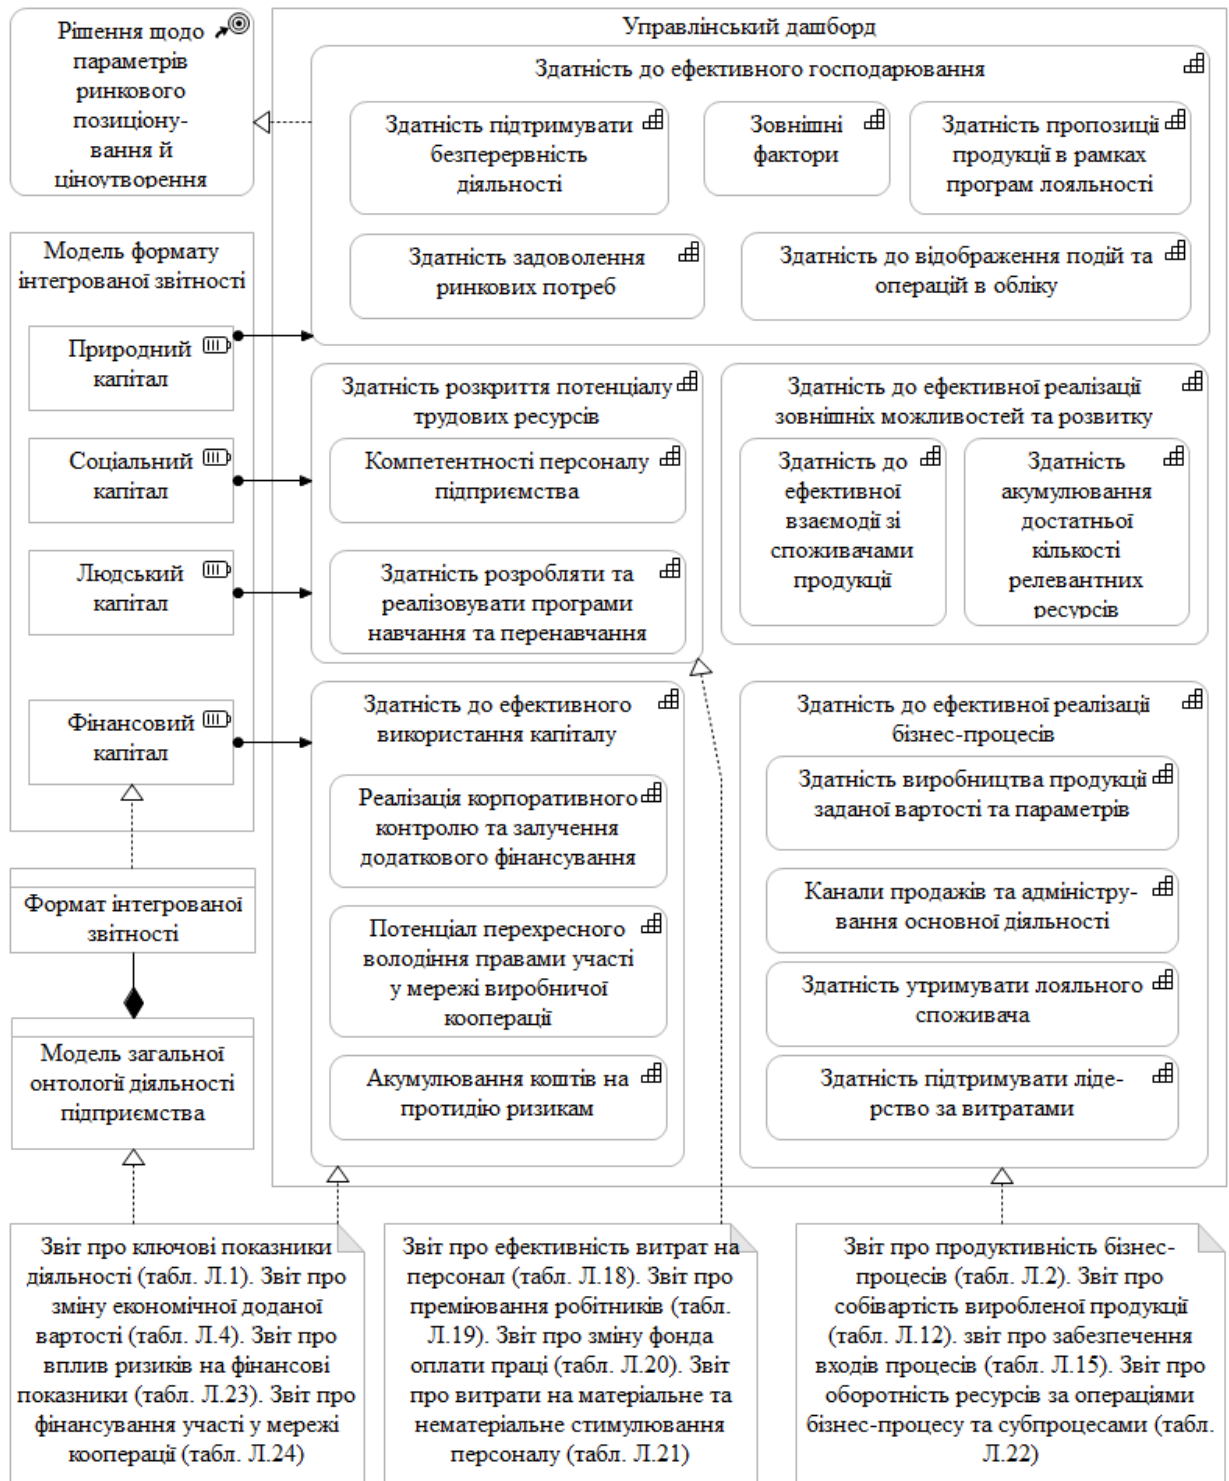 Рішення щодо
параметрів
ринкового
позиціону-
вання й
ціноутворення
Управлінський дашборд
Здатність до ефективного господарювання
Здатність підтримувати
безперервність
діяльності
Зовнішні
фактори
Здатність пропозиції
продукції в рамках
програм лояльності
Здатність задоволення
ринкових потреб
Здатність до відображення подій та
операцій в обліку
Модель формату
інтегрованої звітності
Природний
капітал
Соціальний
капітал
Людський
капітал
Фінансовий
капітал
Здатність розкриття потенціалу
трудових ресурсів
Компетентності персоналу
підприємства
Здатність розробляти та
реалізовувати програми
навчання та перенавчання
Здатність до ефективної реалізації
зовнішніх можливостей та розвитку
Здатність до
ефективної
взаємодії зі
споживачами
продукції
Здатність
акумулювання
достатньої
кількості
релевантних
ресурсів
Здатність до ефективного
використання капіталу
Реалізація корпоративного
контролю та залучення
додаткового фінансування
Потенціал перехресного
володіння правами участі
у мережі виробничої
кооперації
Акумулювання коштів на
протидію ризикам
Здатність до ефективної реалізації
бізнес-процесів
Здатність виробництва продукції
заданої вартості та параметрів
Канали продажів та адміністру-
вання основної діяльності
Здатність утримувати лояльного
споживача
Здатність підтримувати ліде-
рство за витратами
Формат інтегрованої
звітності
Модель загальної
онтології діяльності
підприємства
Звіт про ключові показники
діяльності (табл. Л.1). Звіт про
зміну економічної доданої
вартості (табл. Л.4). Звіт про
вплив ризиків на фінансові
показники (табл. Л.23). Звіт про
фінансування участі у мережі
кооперації (табл. Л.24)
Звіт про ефективність витрат на
персонал (табл. Л.18). Звіт про
преміювання робітників (табл.
Л.19). Звіт про зміну фонда
оплати праці (табл. Л.20). Звіт
про витрати на матеріальне та
нематеріальне стимулювання
персоналу (табл. Л.21)
Звіт про продуктивність бізнес-
процесів (табл. Л.2). Звіт про
собівартість виробленої продукції
(табл. Л.12). звіт про забезпечення
входів процесів (табл. Л.15). Звіт про
оборотність ресурсів за операціями
бізнес-процесу та субпроцесами (табл.
Л.22)